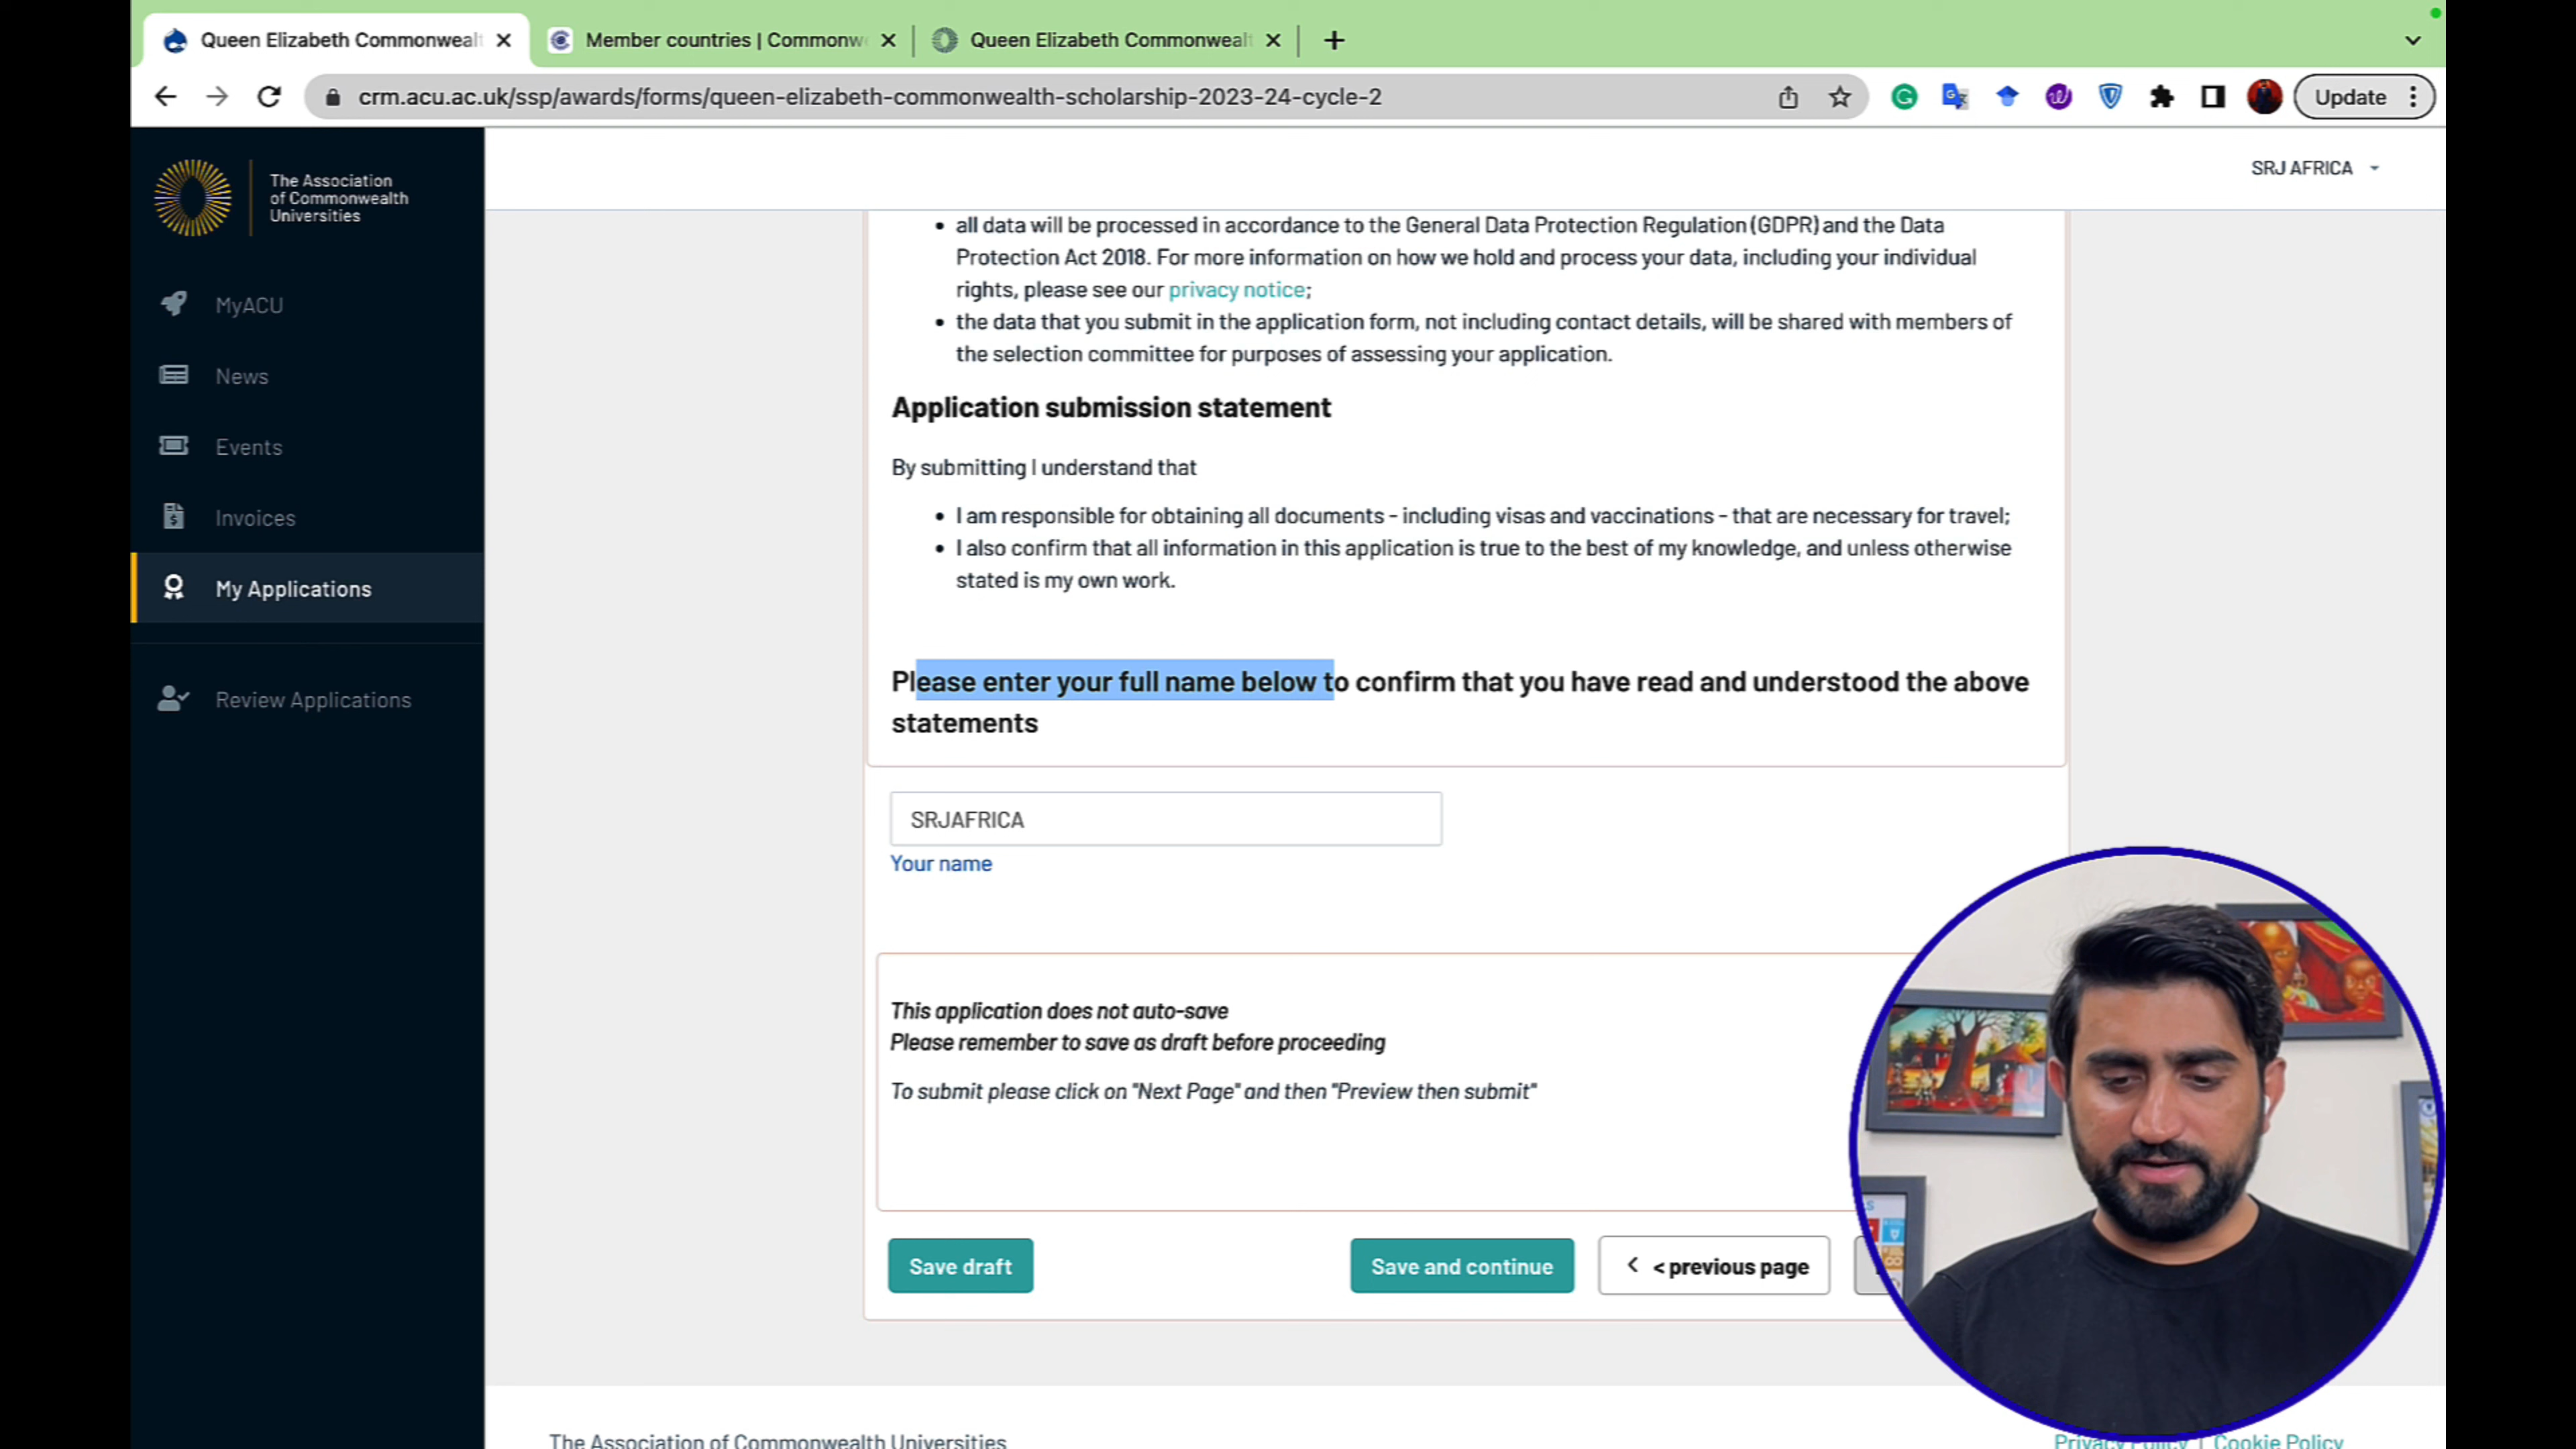 Queen Elizabeth Commonweal
Member countries | Commonw
Queen Elizabeth Commonwealt
crm.acu.ac.uk/ssp/awards/forms/queen-elizabeth-commonwealth-scholarship-2023-24-cycle-2
Update
The Association
of Commonwealth
Universities
SRJ AFRICA
MyACU
News
Events
Invoices
My Applications
Review Applications
• all data will be processed in accordance to the General Data Protection Regulation (GDPR) and the Data
Protection Act 2018. For more information on how we hold and process your data, including your individual
rights, please see our privacy notice;
• the data that you submit in the application form, not including contact details, will be shared with members of
the selection committee for purposes of assessing your application.
Application submission statement
By submitting I understand that
• I am responsible for obtaining all documents - including visas and vaccinations - that are necessary for travel;
• I also confirm that all information in this application is true to the best of my knowledge, and unless otherwise
stated is my own work.
Please enter your full name below to confirm that you have read and understood the above
statements
SRJAFRICA
Your name
This application does not auto-save
Please remember to save as draft before proceeding
To submit please click on "Next Page" and then "Preview then submit"
Save draft
Save and continue
< previous page
The Association of Commonwealth Universities
Privacy Policy | Cookie Policy